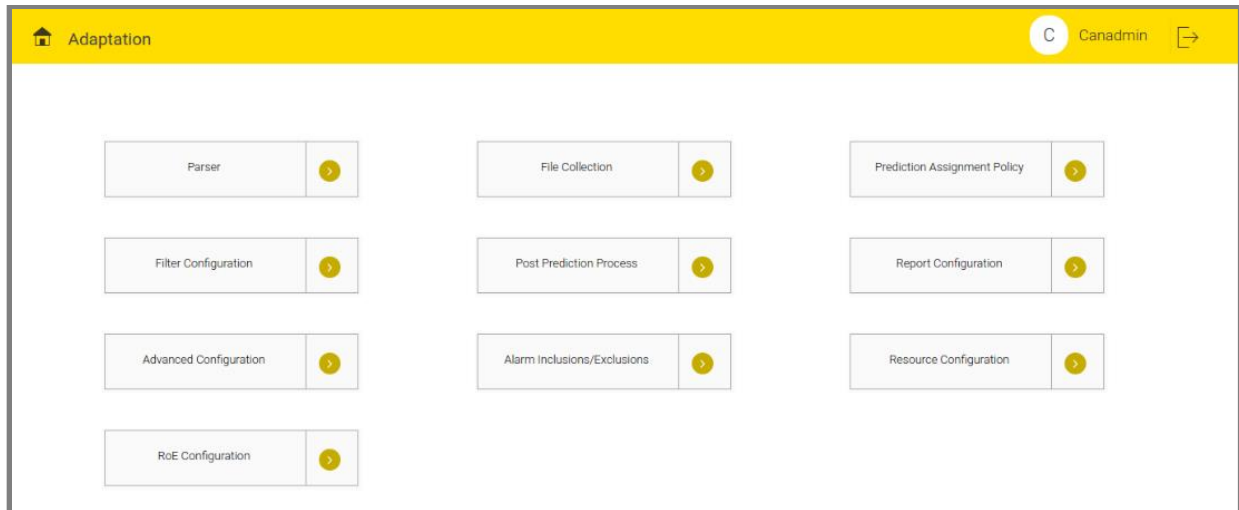 Adaptation
C Canadmin
Parser
File Collection
Prediction Assignment Policy
Filter Configuration
Post Prediction Process
Report Configuration
Advanced Configuration
Alarm Inclusions/Exclusions
Resource Configuration
RoE Configuration